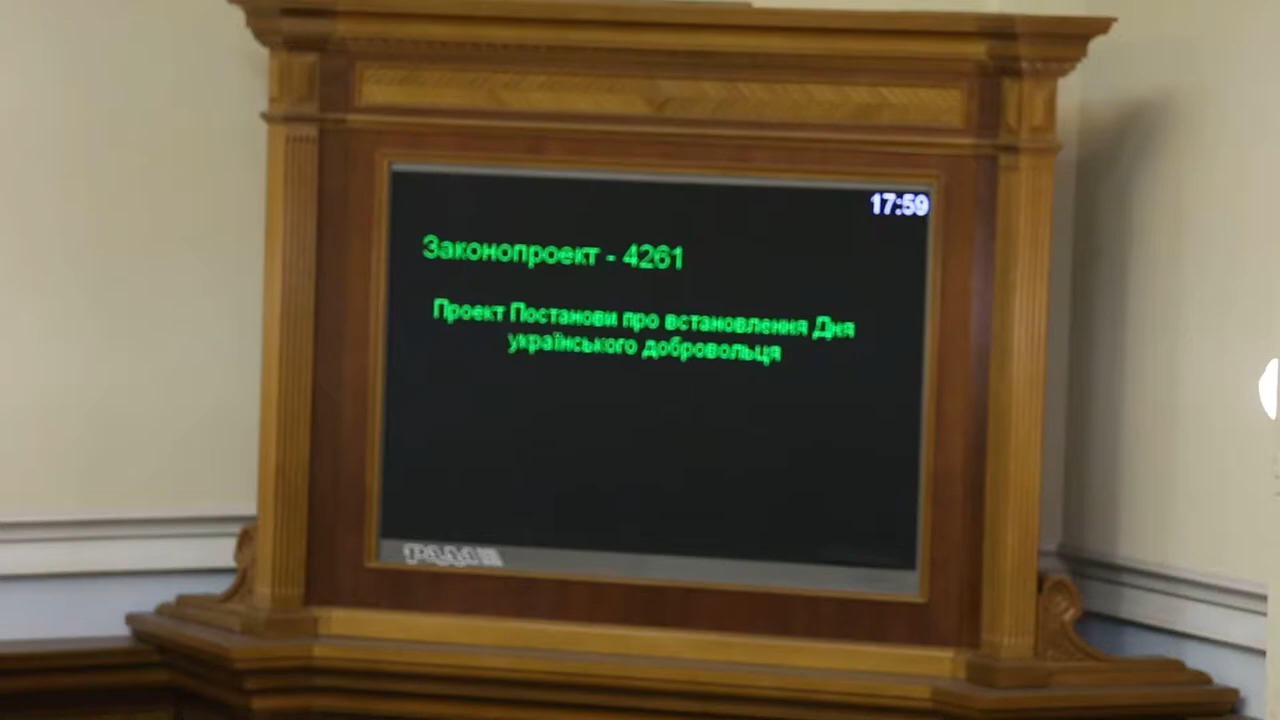 17:59
Законопроект - 4261
Проект Постанови про встановлення Дня
українського добровольця